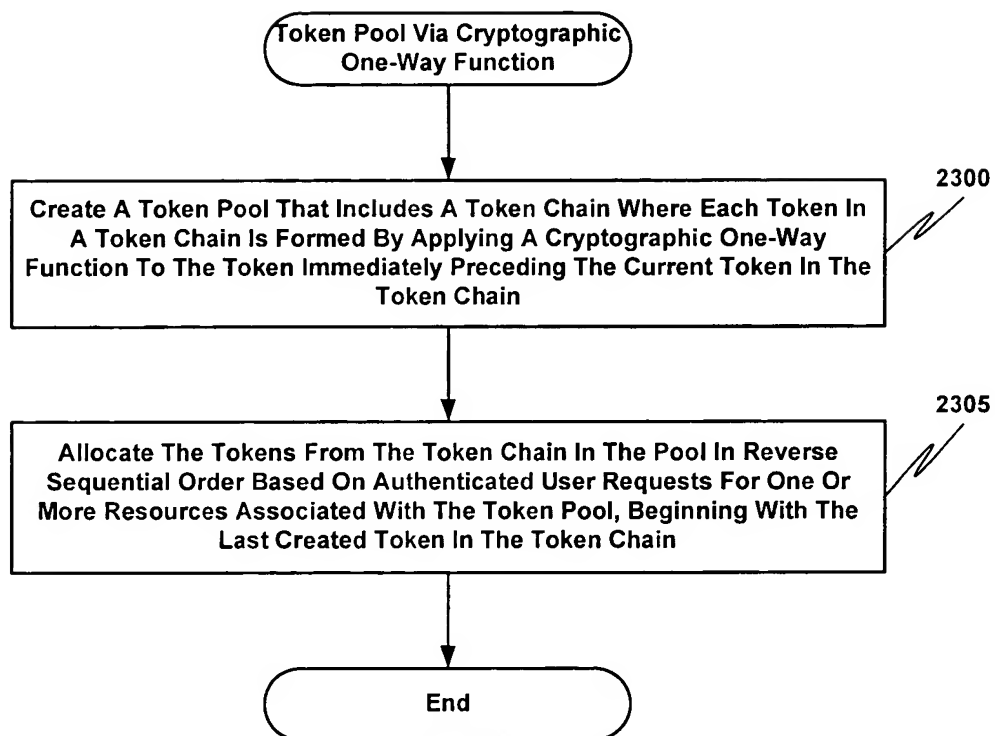 Token Pool Via Cryptographic
One-Way Function
2300
Create A Token Pool That Includes A Token Chain Where Each Token In
A Token Chain Is Formed By Applying A Cryptographic One-Way
Function To The Token Immediately Preceding The Current Token In The
Token Chain
2305
Allocate The Tokens From The Token Chain In The Pool In Reverse
Sequential Order Based On Authenticated User Requests For One Or
More Resources Associated With The Token Pool, Beginning With The
Last Created Token In The Token Chain
End